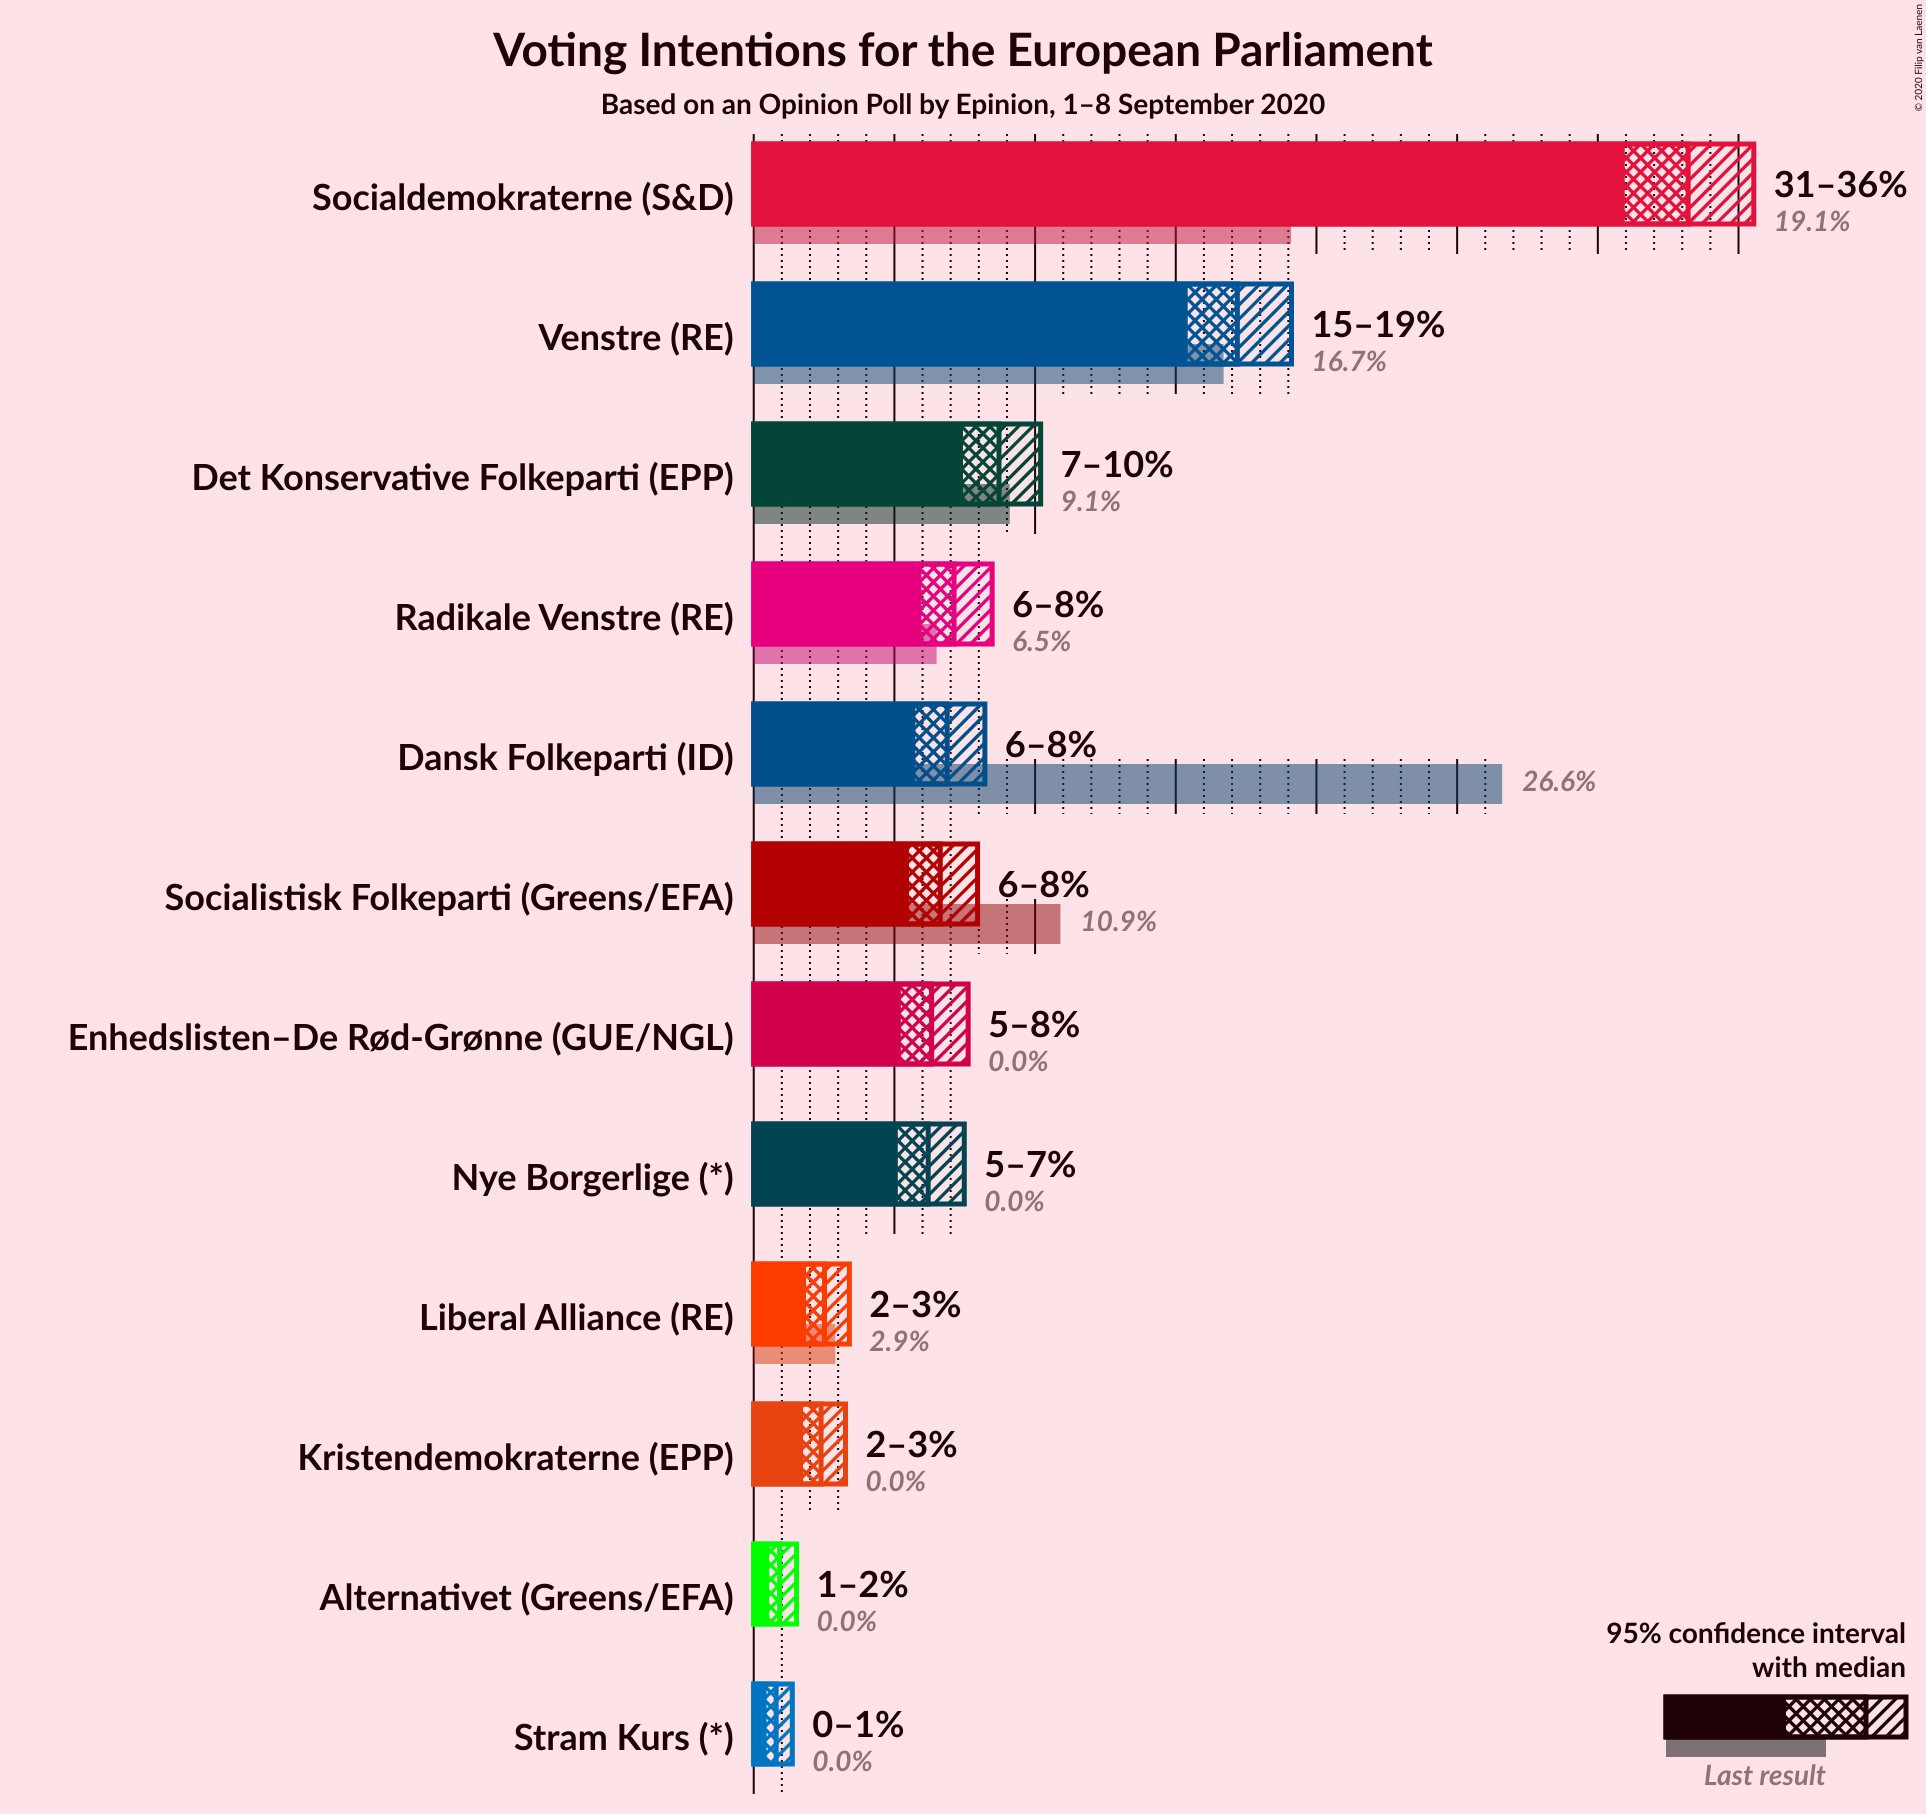 Voting Intentions for the European Parliament
Based on an Opinion Poll by Epinion, 1–8 September 2020
© 2020 Filip van Laenen
Socialdemokraterne (S&D)
31–36%
19.1%
Venstre (RE)
15–19%
16.7%
Det Konservative Folkeparti (EPP)
7–10%
9.1%
Radikale Venstre (RE)
6–8%
6.5%
Dansk Folkeparti (ID)
6–8%
26.6%
Socialistisk Folkeparti (Greens/EFA)
6–8%
10.9%
Enhedslisten–De Rød-Grønne (GUE/NGL)
5–8%
0.0%
Nye Borgerlige (*)
5–7%
0.0%
Liberal Alliance (RE)
2–3%
2.9%
Kristendemokraterne (EPP)
2–3%
0.0%
Alternativet (Greens/EFA)
1–2%
0.0%
Stram Kurs (*)
0–1%
0.0%
95% confidence interval
with median
Last result